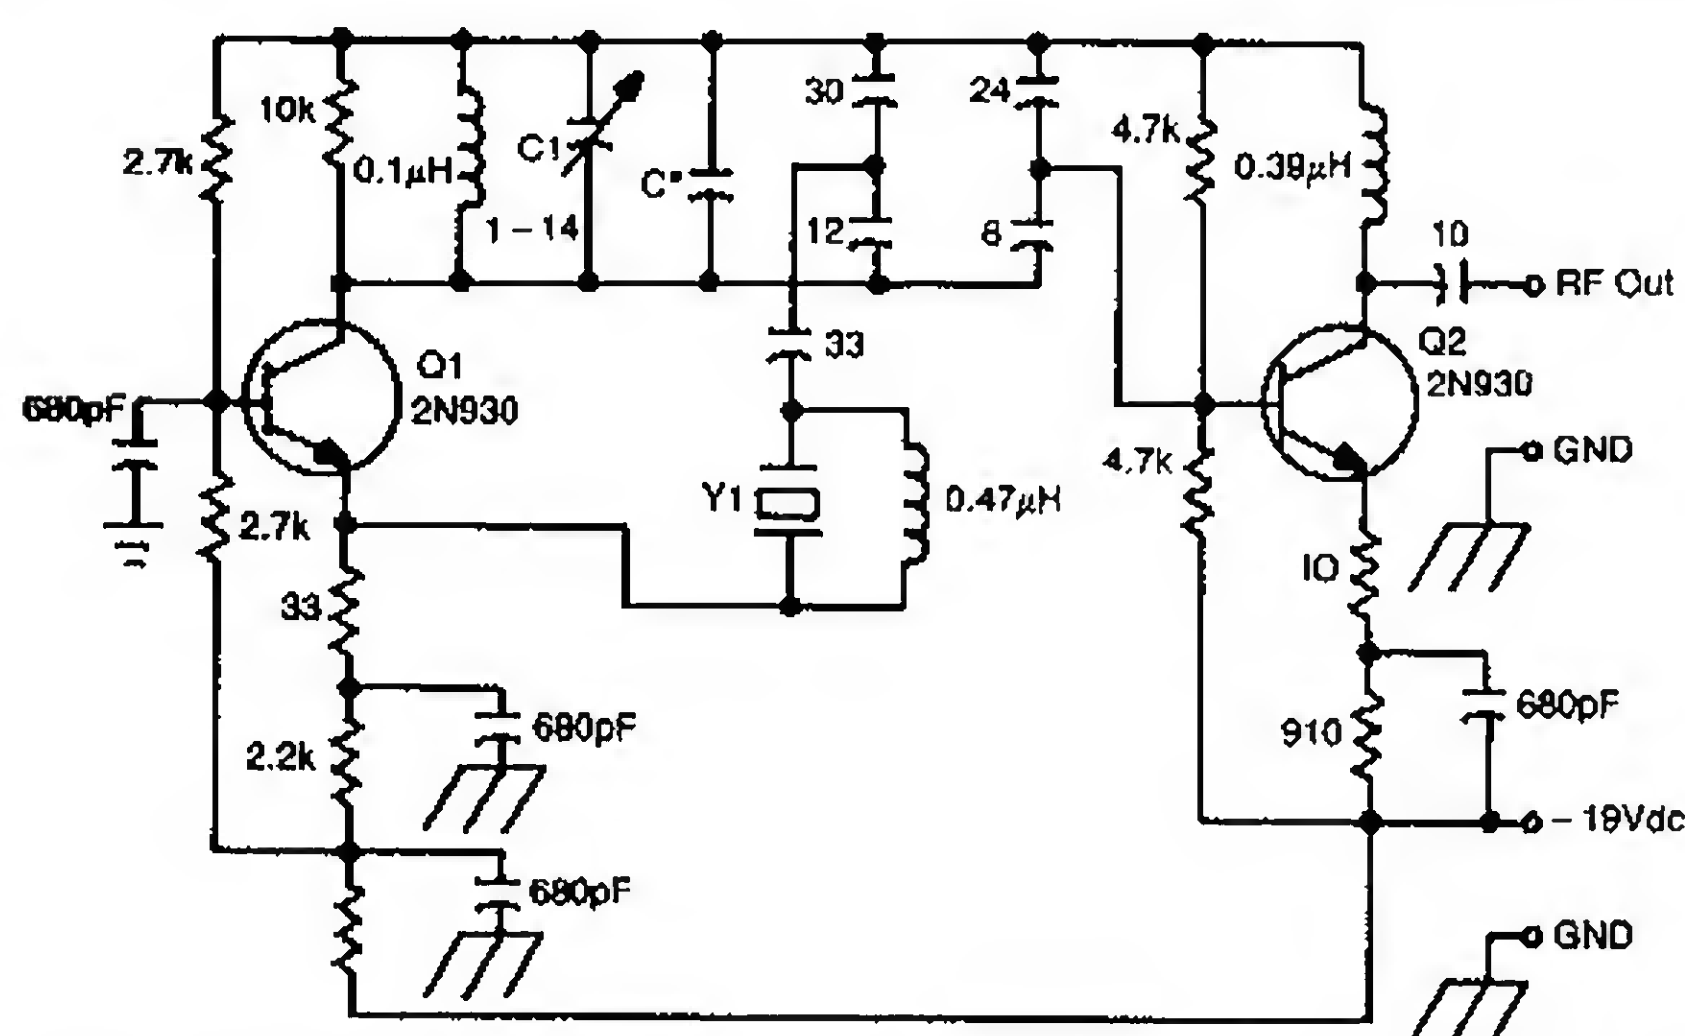 10k
2.7k
0.1μH
C1
1–14
C*
30
12
24
6
4.7k
0.39μH
10
RF Out
680pF
Q1
2N930
33
Q2
2N930
GND
2.7k
Y1
0.47μH
4.7k
IO
33
680pF
2.2k
910
680pF
–19Vdc
680pF
GND